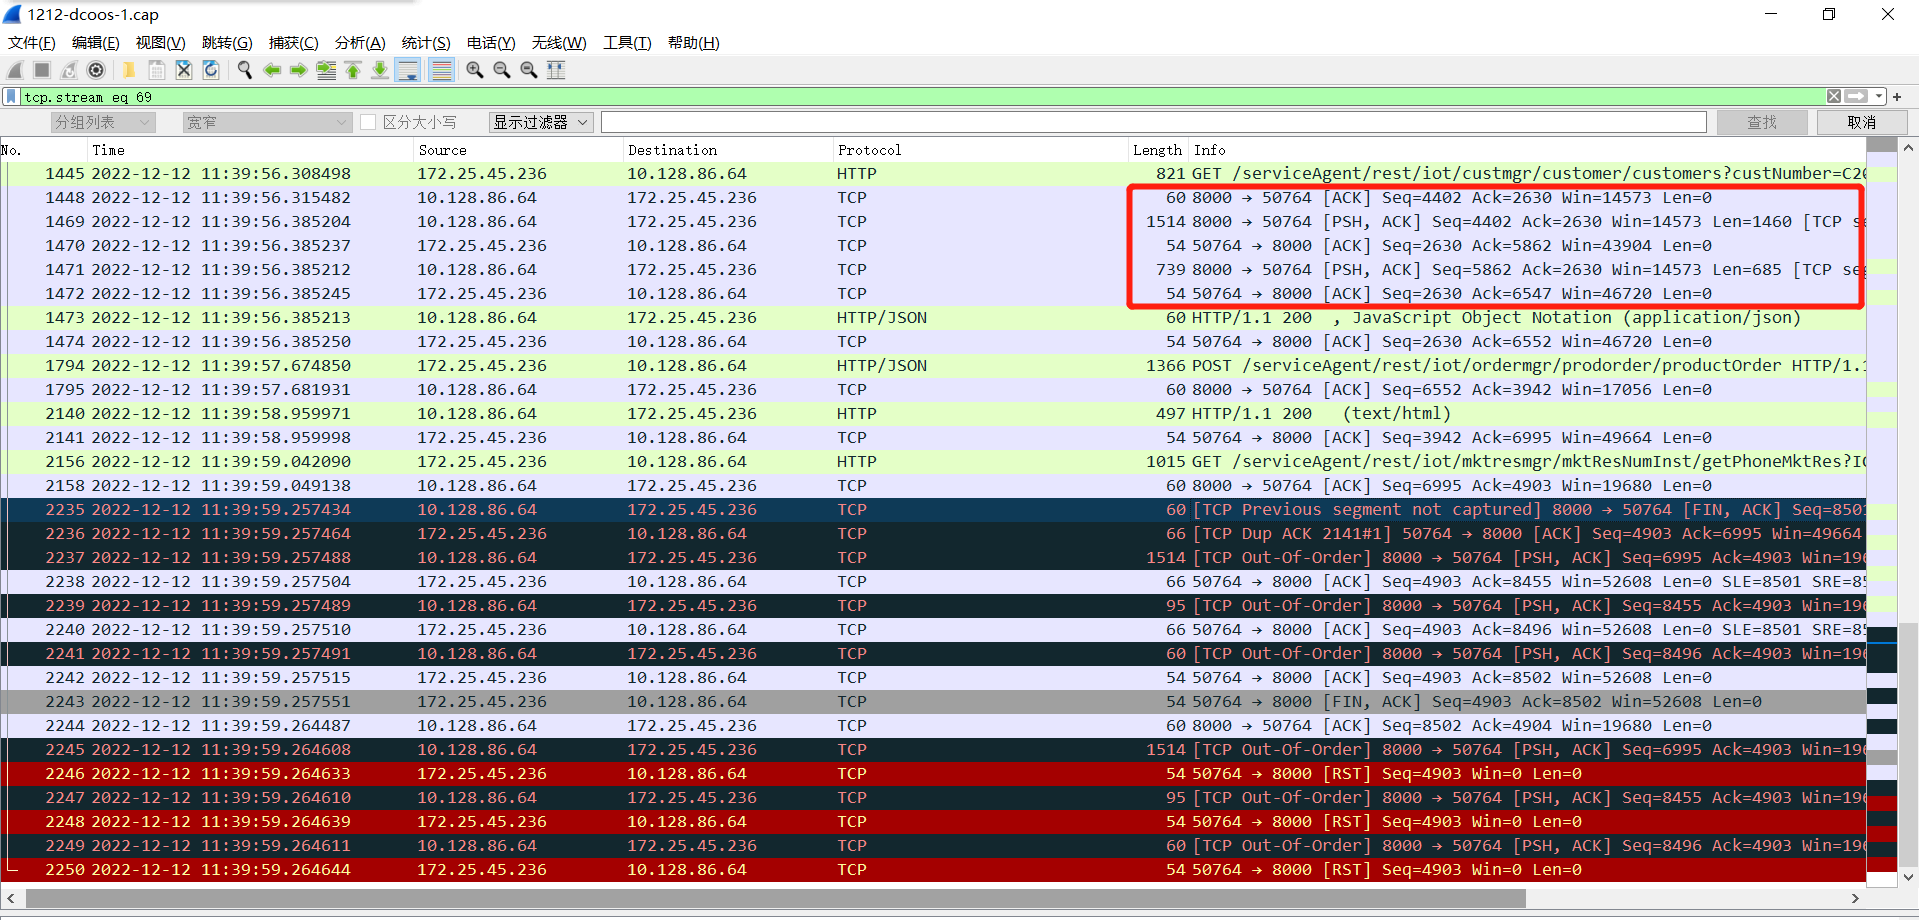 1212-dcoos-1.cap
文件(F) 编辑(E) 视图(V) 跳转(G) 捕获(C) 分析(A) 统计(S) 电话(Y) 无线(W) 工具(T) 帮助(H)
tcp.stream eq 69
分组列表 宽窄 区分大小写 显示过滤器 查找 取消
No. Time Source Destination Protocol Length Info
1445 2022-12-12 11:39:56.308498 172.25.45.236 10.128.86.64 HTTP 821 GET /serviceAgent/rest/iot/custmgr/customer/customers?custNumber=C20
1448 2022-12-12 11:39:56.315482 10.128.86.64 172.25.45.236 TCP 60 8000 → 50764 [ACK] Seq=4402 Ack=2630 Win=14573 Len=0
1469 2022-12-12 11:39:56.385204 10.128.86.64 172.25.45.236 TCP 1514 8000 → 50764 [PSH, ACK] Seq=4402 Ack=2630 Win=14573 Len=1460 [TCP se
1470 2022-12-12 11:39:56.385237 172.25.45.236 10.128.86.64 TCP 54 50764 → 8000 [ACK] Seq=2630 Ack=5862 Win=43904 Len=0
1471 2022-12-12 11:39:56.385212 10.128.86.64 172.25.45.236 TCP 739 8000 → 50764 [PSH, ACK] Seq=5862 Ack=2630 Win=14573 Len=685 [TCP seg
1472 2022-12-12 11:39:56.385245 172.25.45.236 10.128.86.64 TCP 54 50764 → 8000 [ACK] Seq=2630 Ack=6547 Win=46720 Len=0
1473 2022-12-12 11:39:56.385213 10.128.86.64 172.25.45.236 HTTP/JSON 60 HTTP/1.1 200 , JavaScript Object Notation (application/json)
1474 2022-12-12 11:39:56.385250 172.25.45.236 10.128.86.64 TCP 54 50764 → 8000 [ACK] Seq=2630 Ack=6552 Win=46720 Len=0
1794 2022-12-12 11:39:57.674850 172.25.45.236 10.128.86.64 HTTP/JSON 1366 POST /serviceAgent/rest/iot/ordermgr/prodorder/productOrder HTTP/1.1
1795 2022-12-12 11:39:57.681931 10.128.86.64 172.25.45.236 TCP 60 8000 → 50764 [ACK] Seq=6552 Ack=3942 Win=17056 Len=0
2140 2022-12-12 11:39:58.959971 10.128.86.64 172.25.45.236 HTTP 497 HTTP/1.1 200 (text/html)
2141 2022-12-12 11:39:58.959998 172.25.45.236 10.128.86.64 TCP 54 50764 → 8000 [ACK] Seq=3942 Ack=6995 Win=49664 Len=0
2156 2022-12-12 11:39:59.042090 172.25.45.236 10.128.86.64 HTTP 1015 GET /serviceAgent/rest/iot/mktresmgr/mktResNumInst/getPhoneMktRes?IC
2158 2022-12-12 11:39:59.049138 10.128.86.64 172.25.45.236 TCP 60 8000 → 50764 [ACK] Seq=6995 Ack=4903 Win=19680 Len=0
2235 2022-12-12 11:39:59.257434 10.128.86.64 172.25.45.236 TCP 60 [TCP Previous segment not captured] 8000 → 50764 [FIN, ACK] Seq=8501
2236 2022-12-12 11:39:59.257464 172.25.45.236 10.128.86.64 TCP 66 [TCP Dup ACK 2141#1] 50764 → 8000 [ACK] Seq=4903 Ack=6995 Win=49664
2237 2022-12-12 11:39:59.257488 10.128.86.64 172.25.45.236 TCP 1514 [TCP Out-Of-Order] 8000 → 50764 [PSH, ACK] Seq=6995 Ack=4903 Win=196
2238 2022-12-12 11:39:59.257504 172.25.45.236 10.128.86.64 TCP 66 50764 → 8000 [ACK] Seq=4903 Ack=8455 Win=52608 Len=0 SLE=8501 SRE=85
2239 2022-12-12 11:39:59.257489 10.128.86.64 172.25.45.236 TCP 95 [TCP Out-Of-Order] 8000 → 50764 [PSH, ACK] Seq=8455 Ack=4903 Win=196
2240 2022-12-12 11:39:59.257510 172.25.45.236 10.128.86.64 TCP 66 50764 → 8000 [ACK] Seq=4903 Ack=8496 Win=52608 Len=0 SLE=8501 SRE=85
2241 2022-12-12 11:39:59.257491 10.128.86.64 172.25.45.236 TCP 60 [TCP Out-Of-Order] 8000 → 50764 [PSH, ACK] Seq=8496 Ack=4903 Win=196
2242 2022-12-12 11:39:59.257515 172.25.45.236 10.128.86.64 TCP 54 50764 → 8000 [ACK] Seq=4903 Ack=8502 Win=52608 Len=0
2243 2022-12-12 11:39:59.257551 172.25.45.236 10.128.86.64 TCP 54 50764 → 8000 [FIN, ACK] Seq=4903 Ack=8502 Win=52608 Len=0
2244 2022-12-12 11:39:59.264487 10.128.86.64 172.25.45.236 TCP 60 8000 → 50764 [ACK] Seq=8502 Ack=4904 Win=19680 Len=0
2245 2022-12-12 11:39:59.264608 10.128.86.64 172.25.45.236 TCP 1514 [TCP Out-Of-Order] 8000 → 50764 [PSH, ACK] Seq=6995 Ack=4903 Win=196
2246 2022-12-12 11:39:59.264633 172.25.45.236 10.128.86.64 TCP 54 50764 → 8000 [RST] Seq=4903 Win=0 Len=0
2247 2022-12-12 11:39:59.264610 10.128.86.64 172.25.45.236 TCP 95 [TCP Out-Of-Order] 8000 → 50764 [PSH, ACK] Seq=8455 Ack=4903 Win=196
2248 2022-12-12 11:39:59.264639 172.25.45.236 10.128.86.64 TCP 54 50764 → 8000 [RST] Seq=4903 Win=0 Len=0
2249 2022-12-12 11:39:59.264611 10.128.86.64 172.25.45.236 TCP 60 [TCP Out-Of-Order] 8000 → 50764 [PSH, ACK] Seq=8496 Ack=4903 Win=196
2250 2022-12-12 11:39:59.264644 172.25.45.236 10.128.86.64 TCP 54 50764 → 8000 [RST] Seq=4903 Win=0 Len=0